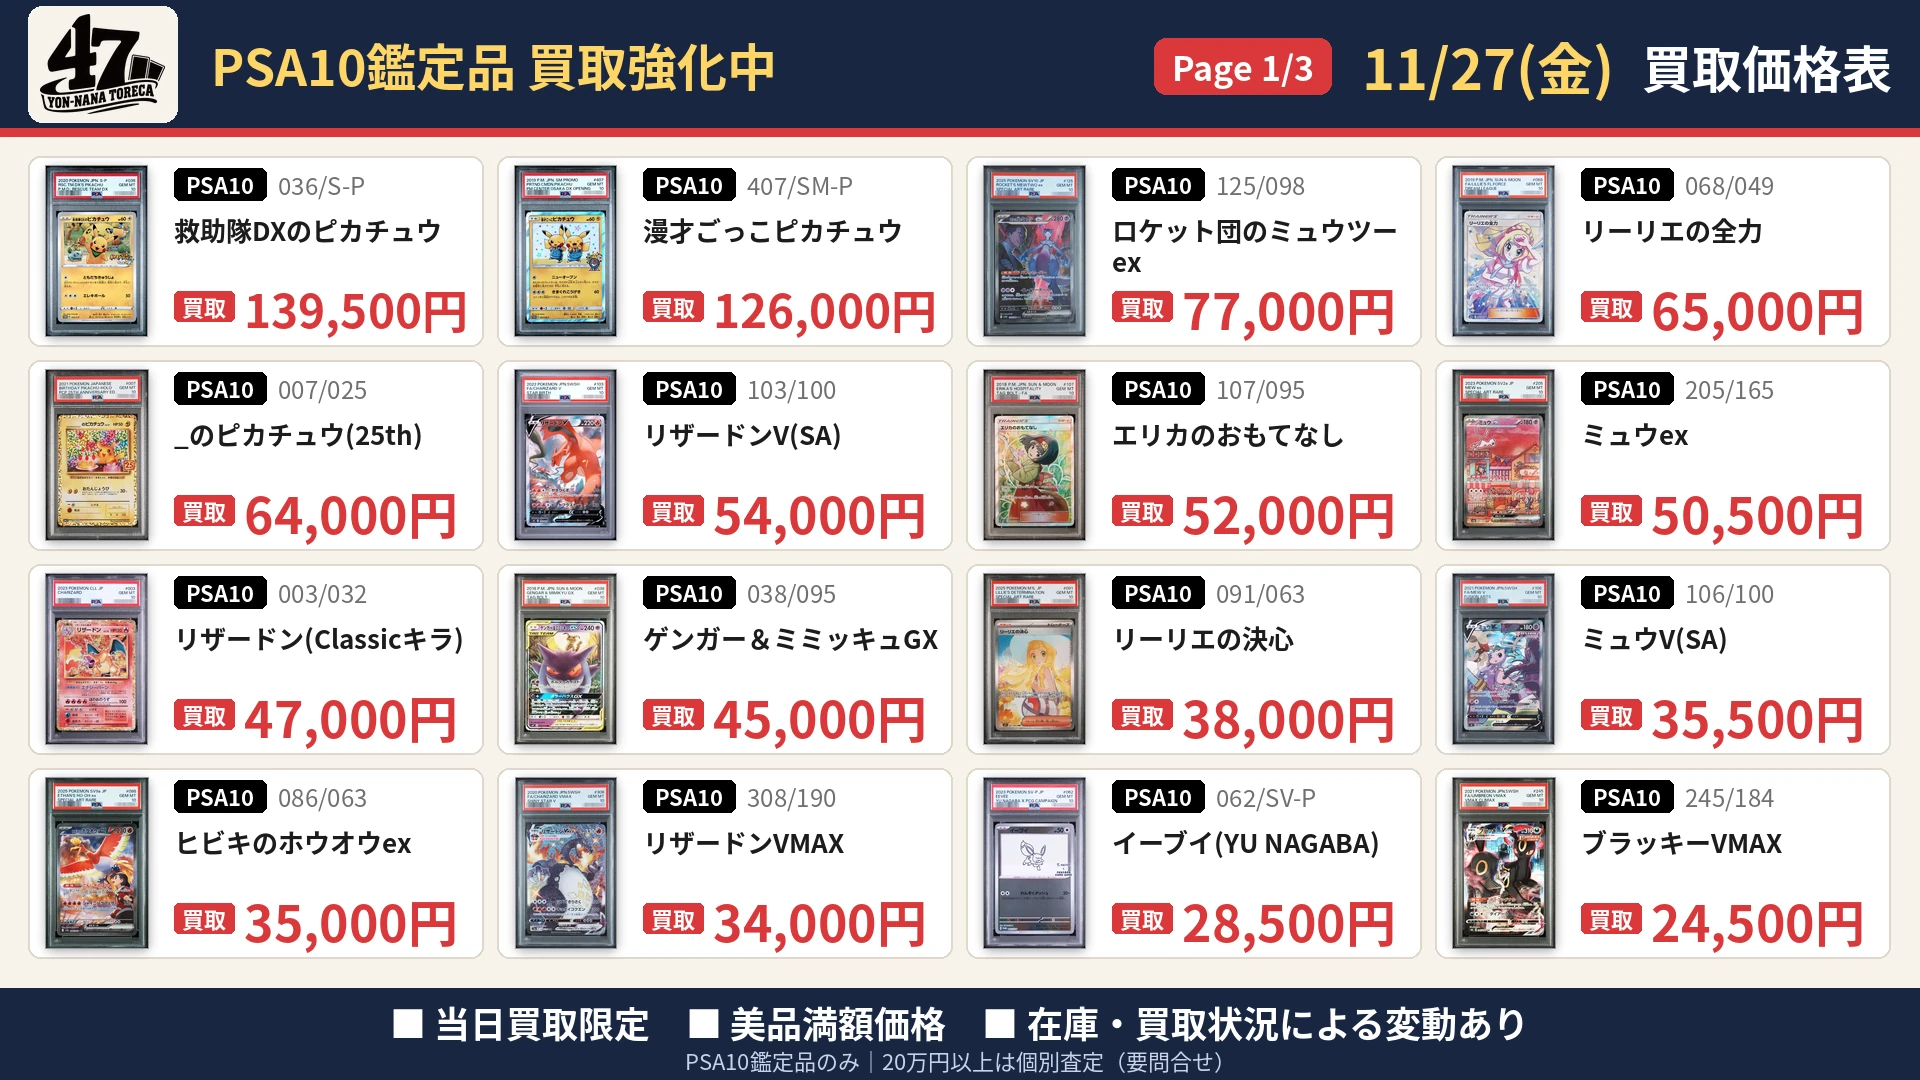 47
YON-NANA TORECA
PSA10鑑定品 買取強化中
Page 1/3
11/27(金) 買取価格表
PSA10 036/S-P
救助隊DXのピカチュウ
買取 139,500円
PSA10 407/SM-P
漫才ごっこピカチュウ
買取 126,000円
PSA10 125/098
ロケット団のミュウツー
ex
買取 77,000円
PSA10 068/049
リーリエの全力
買取 65,000円
PSA10 007/025
_のピカチュウ(25th)
買取 64,000円
PSA10 103/100
リザードンV(SA)
買取 54,000円
PSA10 107/095
エリカのおもてなし
買取 52,000円
PSA10 205/165
ミュウex
買取 50,500円
PSA10 003/032
リザードン(Classicキラ)
買取 47,000円
PSA10 038/095
ゲンガー＆ミミッキュGX
買取 45,000円
PSA10 091/063
リーリエの決心
買取 38,000円
PSA10 106/100
ミュウV(SA)
買取 35,500円
PSA10 086/063
ヒビキのホウオウex
買取 35,000円
PSA10 308/190
リザードンVMAX
買取 34,000円
PSA10 062/SV-P
イーブイ(YU NAGABA)
買取 28,500円
PSA10 245/184
ブラッキーVMAX
買取 24,500円
■ 当日買取限定 ■ 美品満額価格 ■ 在庫・買取状況による変動あり
PSA10鑑定品のみ｜20万円以上は個別査定（要問合せ）